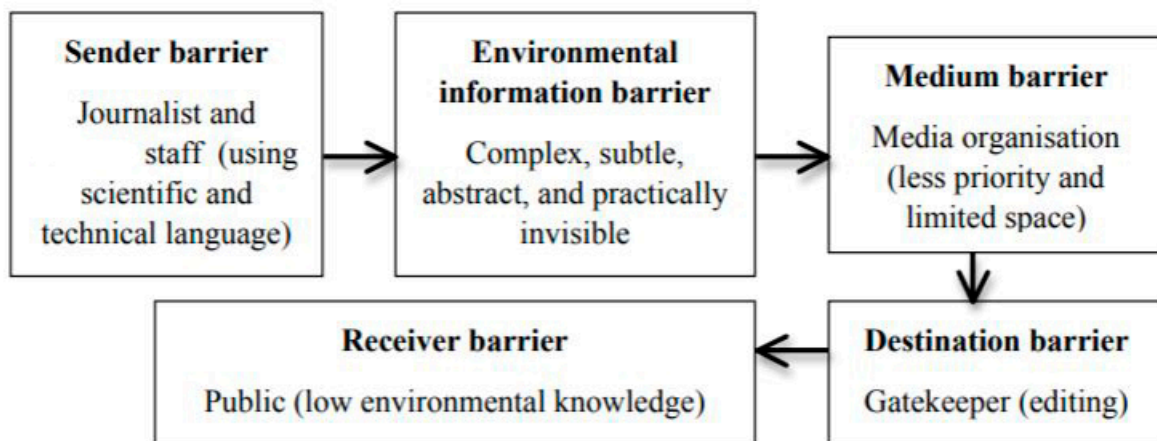 Sender barrier
Journalist and
staff (using
scientific and
technical language)
Environmental
information barrier
Complex, subtle,
abstract, and practically
invisible
Medium barrier
Media organisation
(less priority and
limited space)
Destination barrier
Gatekeeper (editing)
Receiver barrier
Public (low environmental knowledge)